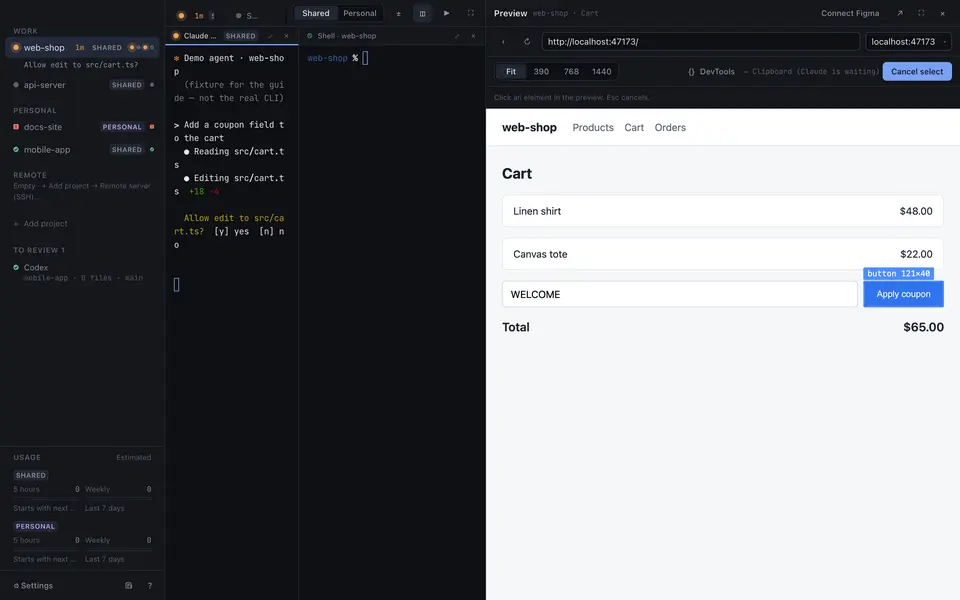 WORK
web-shop 1m SHARED
Allow edit to src/cart.ts?
api-server SHARED
PERSONAL
docs-site PERSONAL
mobile-app SHARED
REMOTE
Empty · + Add project → Remote server
(SSH)…
+ Add project
TO REVIEW 1
Codex
mobile-app · 0 files · main
USAGE Estimated
SHARED
5 hours 0 Weekly 0
Starts with next … Last 7 days
PERSONAL
5 hours 0 Weekly 0
Starts with next … Last 7 days
Settings ?
1m S…
Shared Personal
Claude … SHARED
Demo agent · web-sho
p
(fixture for the gui
de — not the real CLI)
> Add a coupon field t
o the cart
● Reading src/cart.t
s
● Editing src/cart.t
s +18 -4
Allow edit to src/ca
rt.ts? [y] yes [n] n
o
Shell · web-shop
web-shop %
Preview web-shop · Cart Connect Figma
http://localhost:47173/ localhost:47173
Fit 390 768 1440 {} DevTools → Clipboard (Claude is waiting) Cancel select
Click an element in the preview. Esc cancels.
web-shop Products Cart Orders
Cart
Linen shirt $48.00
Canvas tote $22.00
button 121×40
WELCOME Apply coupon
Total $65.00